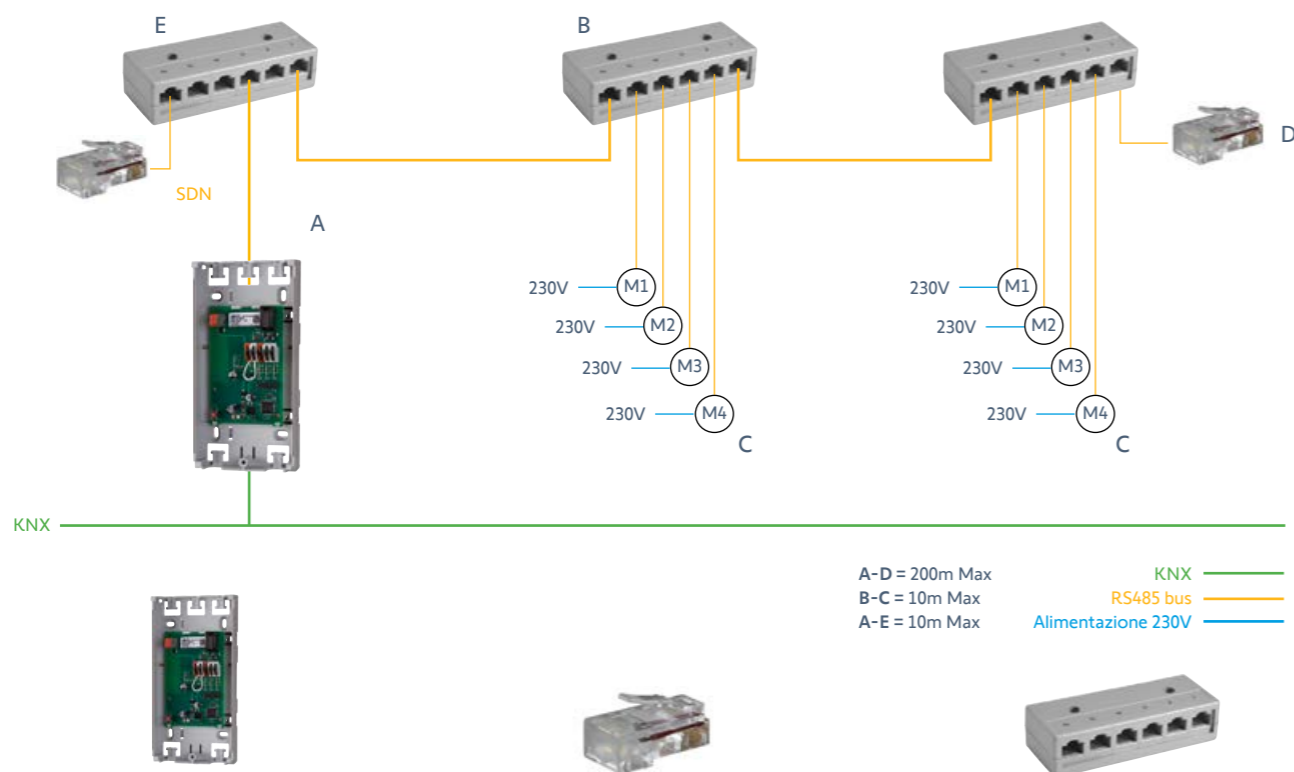 E
B
D
SDN
A
230V M1
230V M2
230V M3
230V M4
C
230V M1
230V M2
230V M3
230V M4
C
KNX
A-D = 200m Max
B-C = 10m Max
A-E = 10m Max
KNX
RS485 bus
Alimentazione 230V